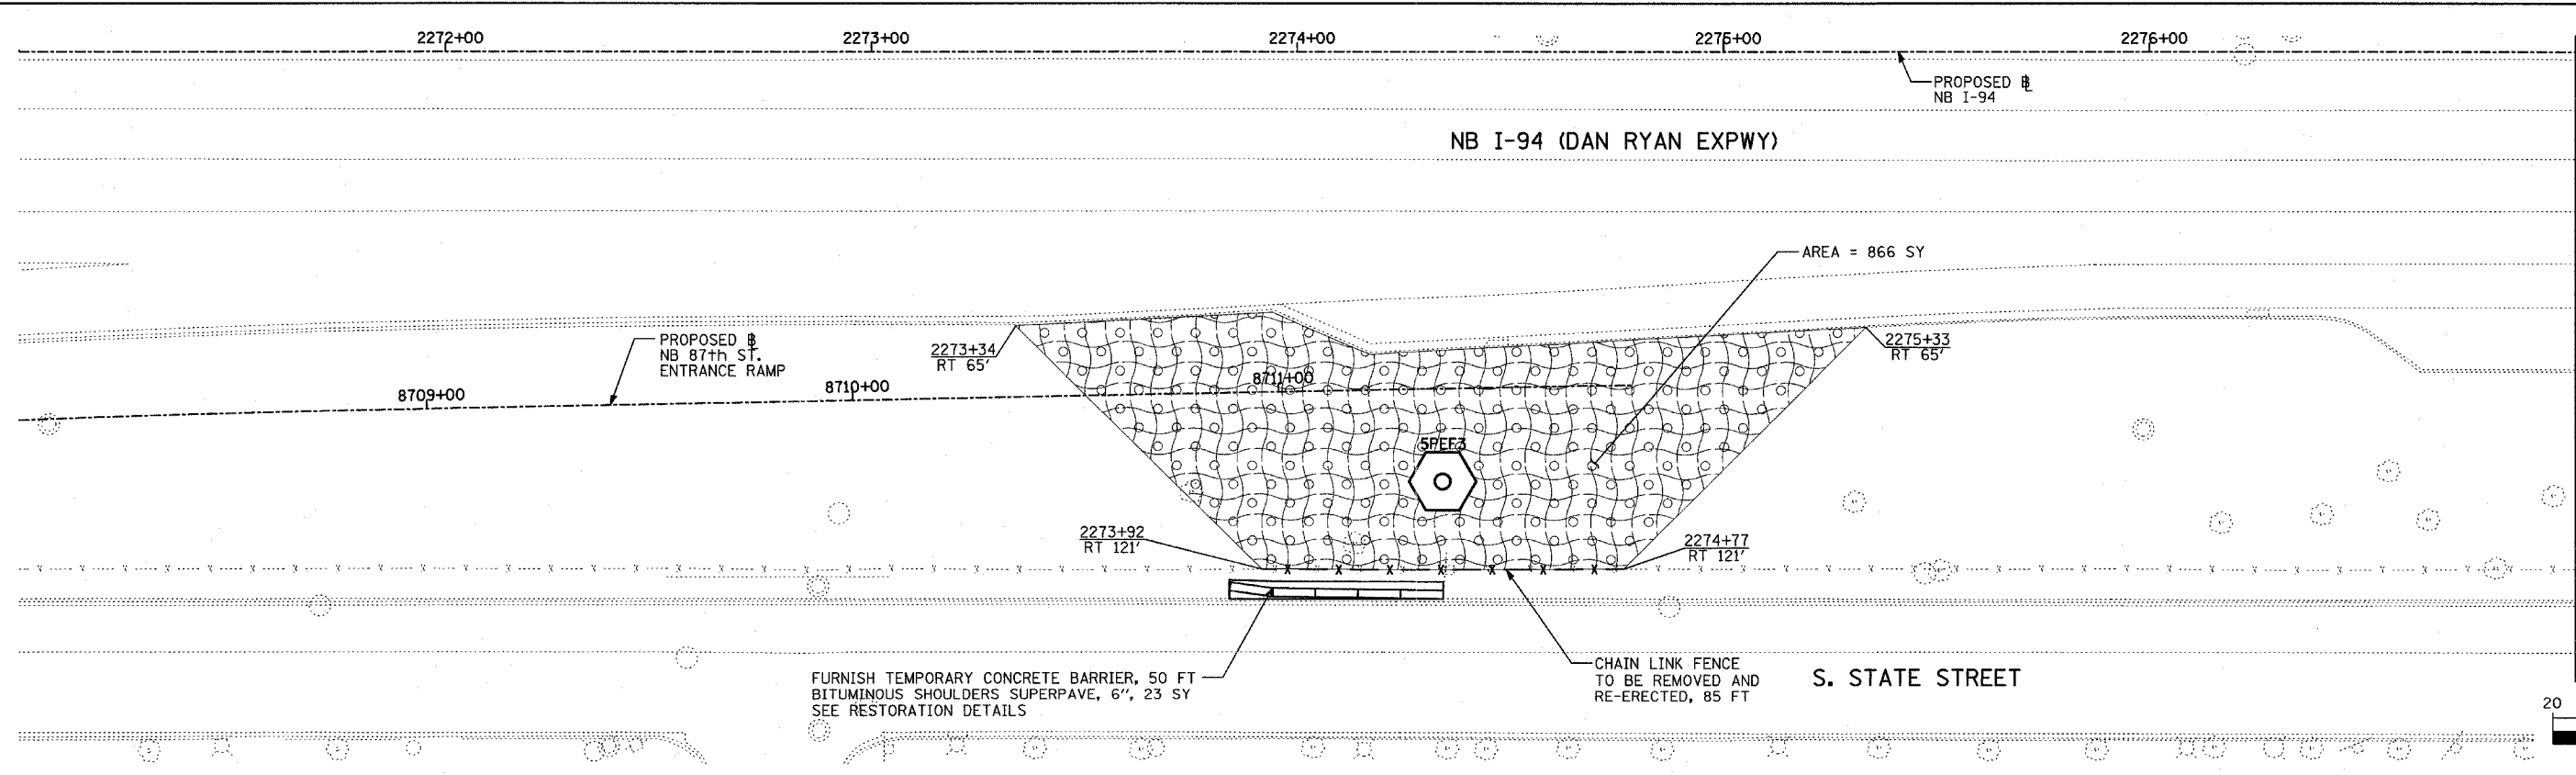 2272+00 2273+00 2274+00 2275+00 2276+00
PROPOSED ℄
NB I-94
NB I-94 (DAN RYAN EXPWY)
AREA = 866 SY
PROPOSED ℄
NB 87th ST.
ENTRANCE RAMP
2273+34
RT 65'
2275+33
RT 65'
8709+00 8710+00 8711+00
5PEF3
2273+92
RT 121'
2274+77
RT 121'
FURNISH TEMPORARY CONCRETE BARRIER, 50 FT
BITUMINOUS SHOULDERS SUPERPAVE, 6", 23 SY
SEE RESTORATION DETAILS
CHAIN LINK FENCE
TO BE REMOVED AND
RE-ERECTED, 85 FT
S. STATE STREET
20